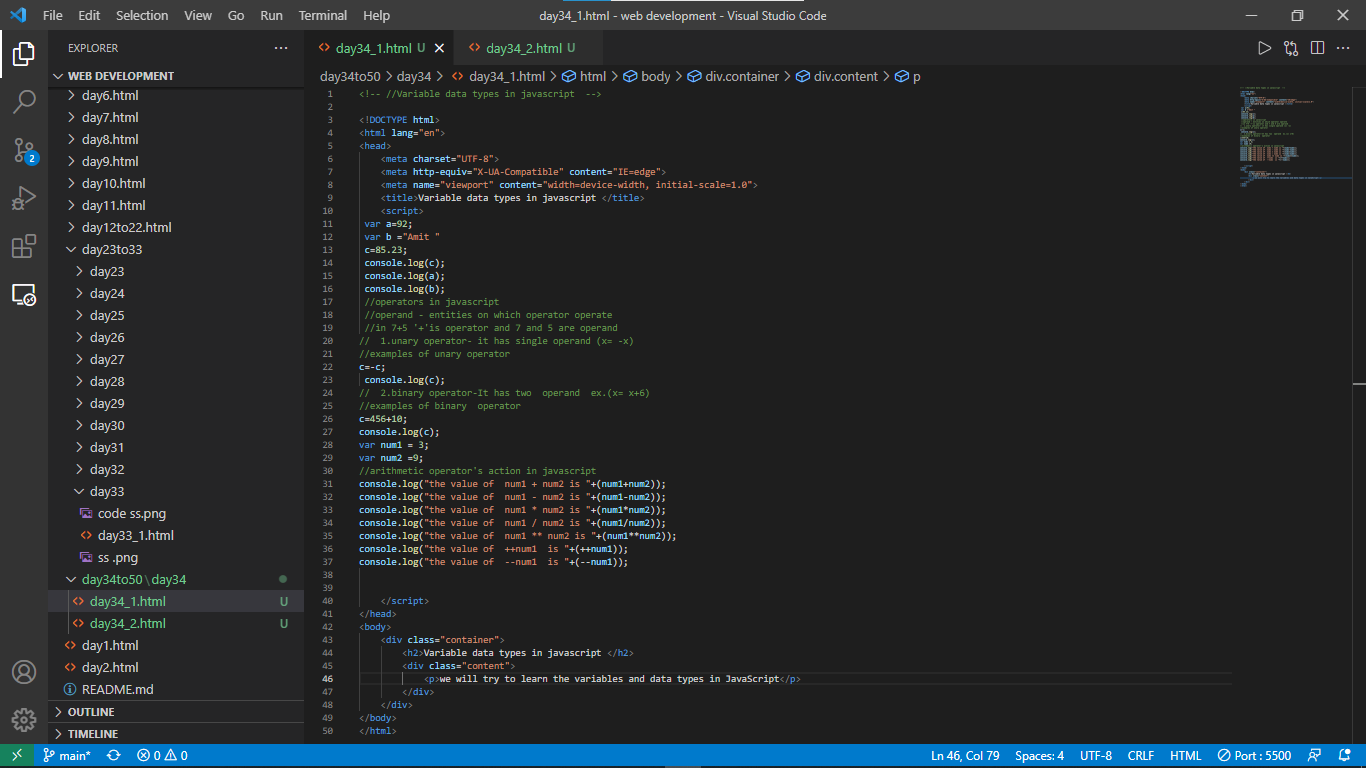 File Edit Selection View Go Run Terminal Help day34_1.html - web development - Visual Studio Code
EXPLORER
WEB DEVELOPMENT
day6.html
day7.html
day8.html
day9.html
day10.html
day11.html
day12to22.html
day23to33
day23
day24
day25
day26
day27
day28
day29
day30
day31
day32
day33
code ss.png
day33_1.html
ss .png
day34to50\day34
day34_1.html U
day34_2.html U
day1.html
day2.html
README.md
OUTLINE
TIMELINE
2
day34_1.html U day34_2.html U
day34to50 > day34 > day34_1.html > html > body > div.container > div.content > p
1 <!-- //Variable data types in javascript  -->
2
3 <!DOCTYPE html>
4 <html lang="en">
5 <head>
6     <meta charset="UTF-8">
7     <meta http-equiv="X-UA-Compatible" content="IE=edge">
8     <meta name="viewport" content="width=device-width, initial-scale=1.0">
9     <title>Variable data types in javascript </title>
10     <script>
11  var a=92;
12  var b ="Amit "
13  c=85.23;
14  console.log(c);
15  console.log(a);
16  console.log(b);
17  //operators in javascript
18  //operand - entities on which operator operate
19  //in 7+5 '+'is operator and 7 and 5 are operand
20 //  1.unary operator- it has single operand (x= -x)
21 //examples of unary operator
22 c=-c;
23  console.log(c);
24 //  2.binary operator-It has two  operand  ex.(x= x+6)
25 //examples of binary  operator
26 c=456+10;
27 console.log(c);
28 var num1 = 3;
29 var num2 =9;
30 //arithmetic operator's action in javascript
31 console.log("the value of  num1 + num2 is "+(num1+num2));
32 console.log("the value of  num1 - num2 is "+(num1-num2));
33 console.log("the value of  num1 * num2 is "+(num1*num2));
34 console.log("the value of  num1 / num2 is "+(num1/num2));
35 console.log("the value of  num1 ** num2 is "+(num1**num2));
36 console.log("the value of  ++num1  is "+(++num1));
37 console.log("the value of  --num1  is "+(--num1));
38
39
40     </script>
41 </head>
42 <body>
43     <div class="container">
44         <h2>Variable data types in javascript </h2>
45         <div class="content">
46             <p>we will try to learn the variables and data types in JavaScript</p>
47         </div>
48     </div>
49 </body>
50 </html>
main* 0 0 Ln 46, Col 79 Spaces: 4 UTF-8 CRLF HTML Port : 5500